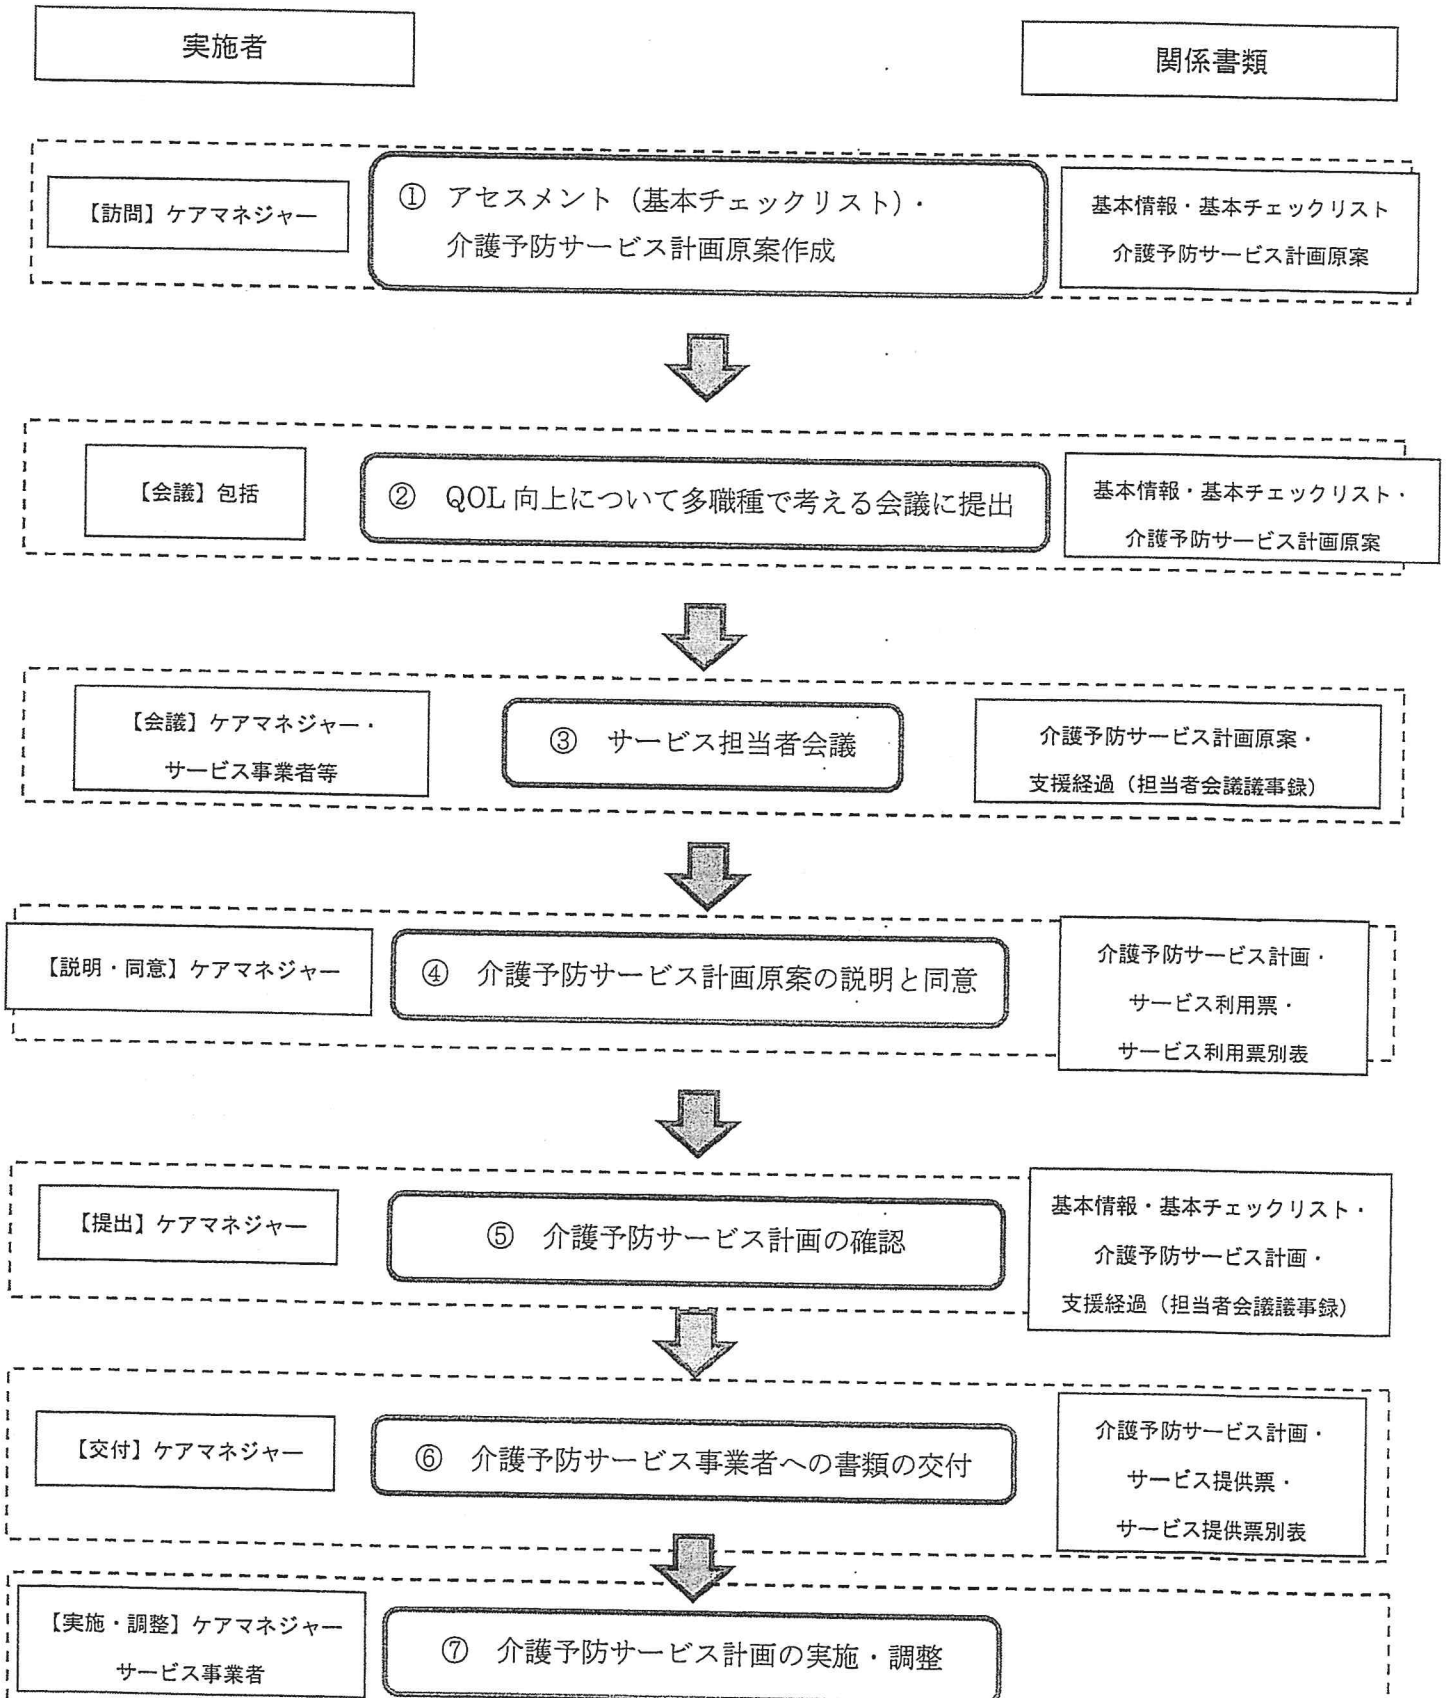 実施者
関係書類
【訪問】ケアマネジャー
① アセスメント（基本チェックリスト）・
介護予防サービス計画原案作成
基本情報・基本チェックリスト
介護予防サービス計画原案
【会議】包括
② QOL 向上について多職種で考える会議に提出
基本情報・基本チェックリスト・
介護予防サービス計画原案
【会議】ケアマネジャー・
サービス事業者等
③ サービス担当者会議
介護予防サービス計画原案・
支援経過（担当者会議議事録）
【説明・同意】ケアマネジャー
④ 介護予防サービス計画原案の説明と同意
介護予防サービス計画・
サービス利用票・
サービス利用票別表
【提出】ケアマネジャー
⑤ 介護予防サービス計画の確認
基本情報・基本チェックリスト・
介護予防サービス計画・
支援経過（担当者会議議事録）
【交付】ケアマネジャー
⑥ 介護予防サービス事業者への書類の交付
介護予防サービス計画・
サービス提供票・
サービス提供票別表
【実施・調整】ケアマネジャー
サービス事業者
⑦ 介護予防サービス計画の実施・調整